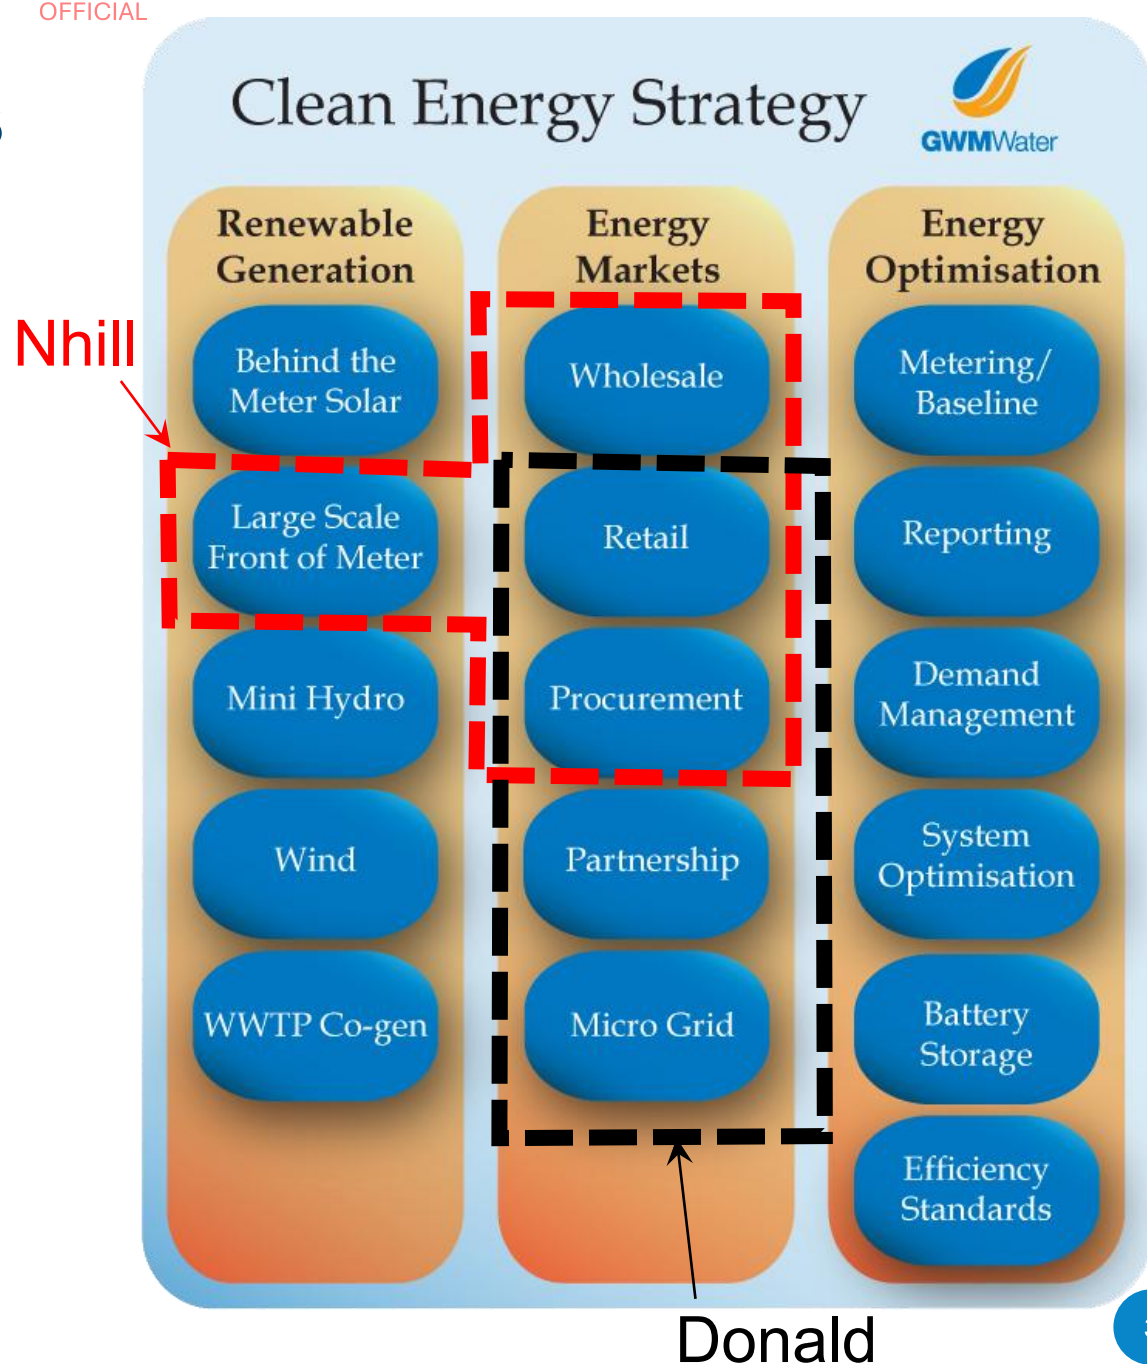 OFFICIAL
Clean Energy Strategy
GWMWater
Renewable
Generation
Behind the
Meter Solar
Large Scale
Front of Meter
Mini Hydro
Wind
WWTP Co-gen
Energy
Markets
Wholesale
Retail
Procurement
Partnership
Micro Grid
Energy
Optimisation
Metering/
Baseline
Reporting
Demand
Management
System
Optimisation
Battery
Storage
Efficiency
Standards
Nhill
Donald